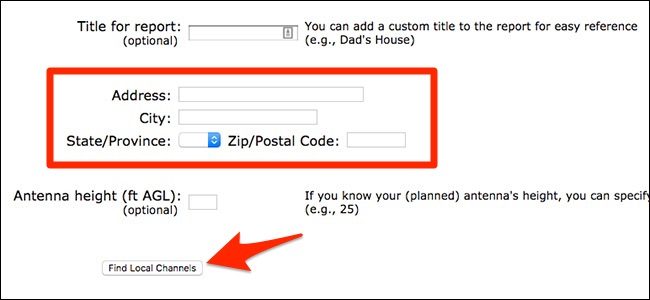 Title for report: You can add a custom title to the report for easy reference
(optional) (e.g., Dad's House)
Address:
City:
State/Province: Zip/Postal Code:
Antenna height (ft AGL): If you know your (planned) antenna's height, you can specify
(optional) (e.g., 25)
Find Local Channels